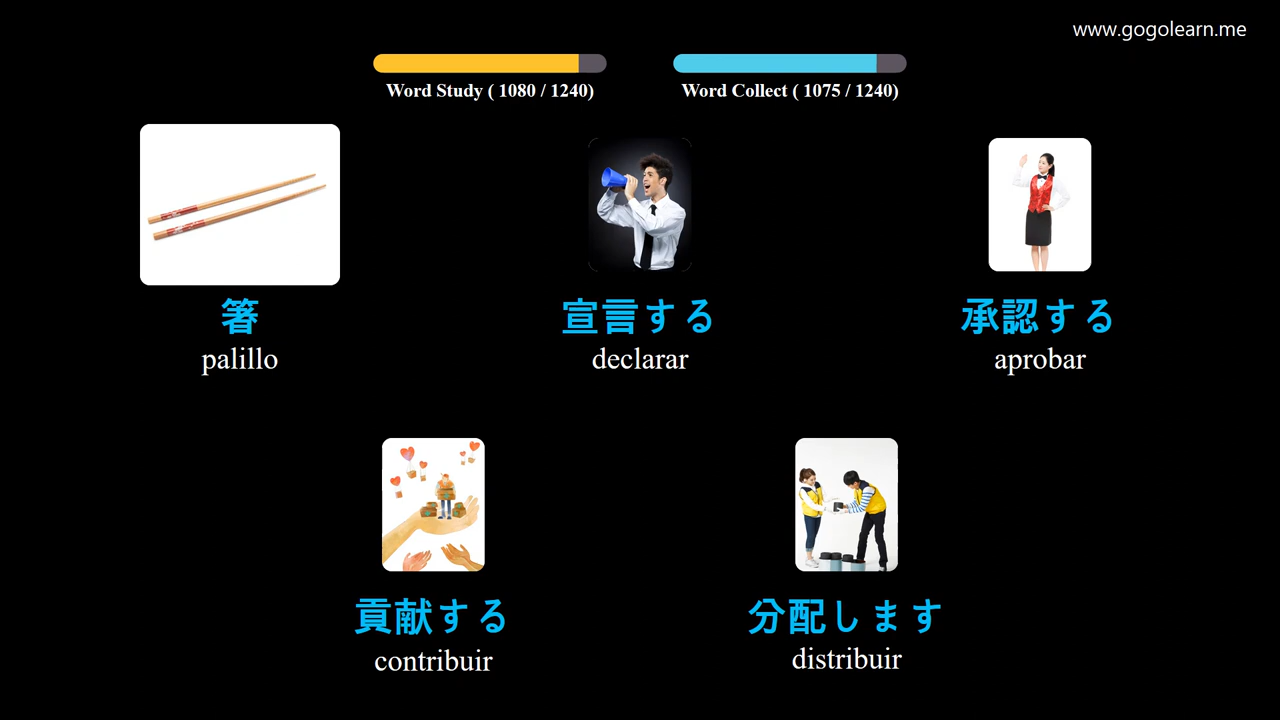 www.gogolearn.me
Word Study ( 1080 / 1240)
Word Collect ( 1075 / 1240)
箸
palillo
宣言する
declarar
承認する
aprobar
貢献する
contribuir
分配します
distribuir